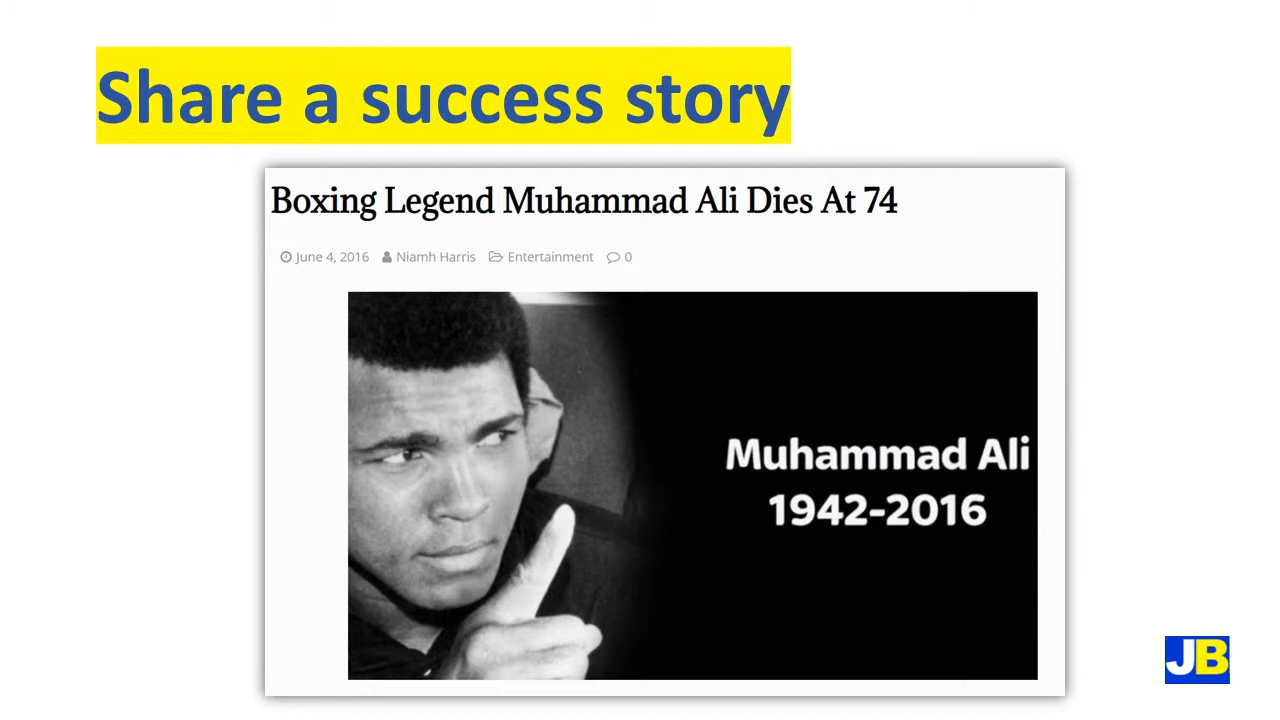 Share a success story
Boxing Legend Muhammad Ali Dies At 74
June 4, 2016 Niamh Harris Entertainment 0
Muhammad Ali
1942-2016
JB